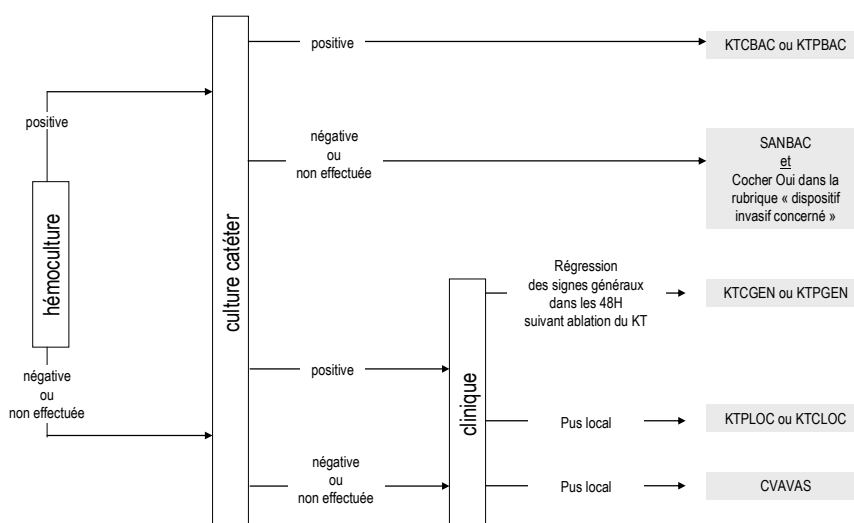 positive
KTCBAC ou KTPBAC
positive
négative
ou
non effectuée
SANBAC
et
Cocher Oui dans la
rubrique « dispositif
invasif concerné »
hémoculture
culture catéter
Régression
des signes généraux
dans les 48H
suivant ablation du KT
KTCGEN ou KTPGEN
négative
ou
non effectuée
positive
clinique
Pus local
KTPLOC ou KTCLOC
négative
ou
non effectuée
Pus local
CVAVAS